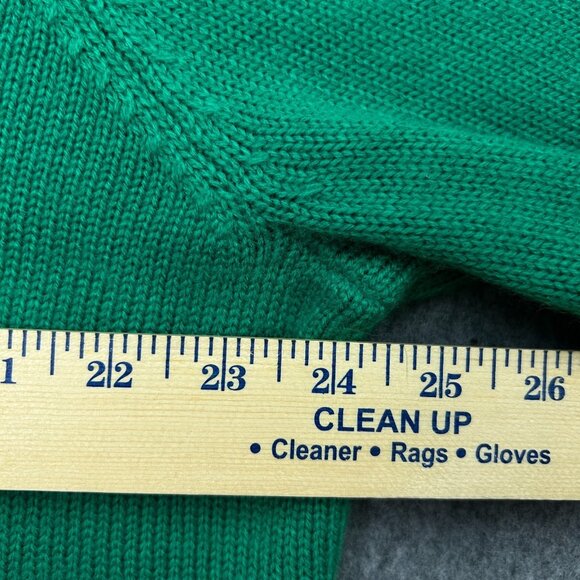 1 22 23 24 25 26
CLEAN UP
• Cleaner • Rags • Gloves